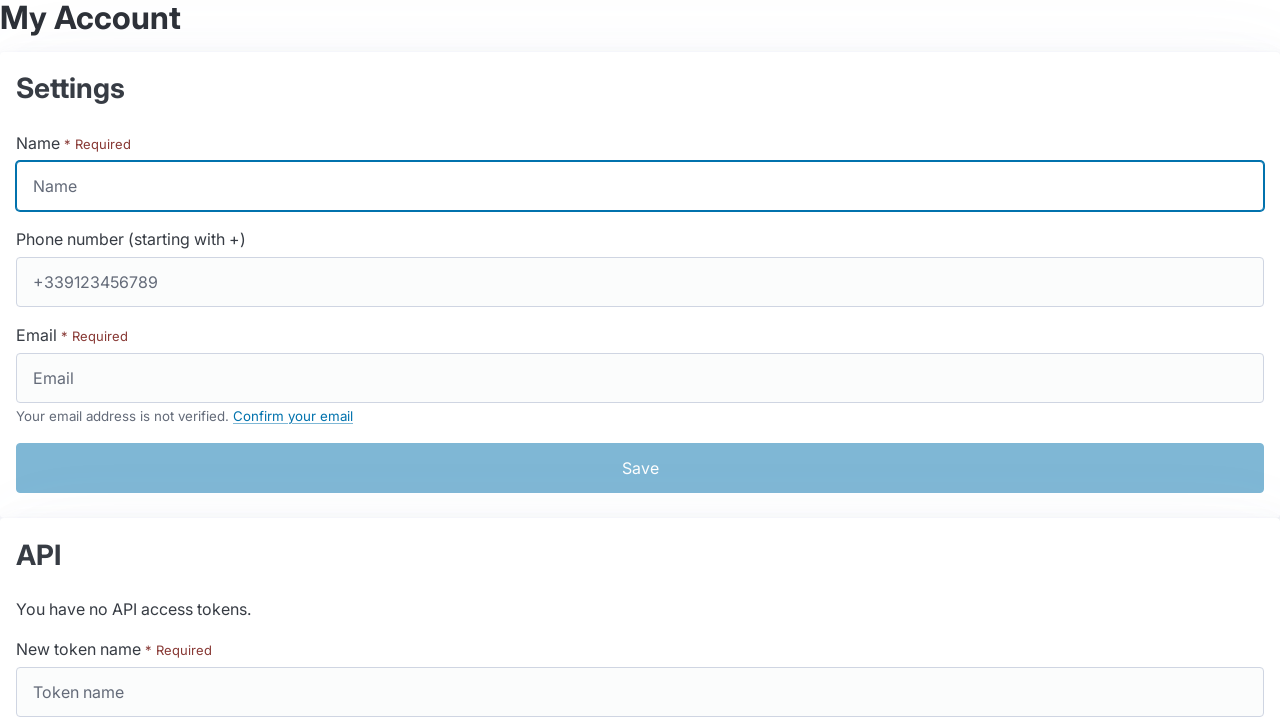 My Account
Settings
Name * Required
Name
Phone number (starting with +)
+339123456789
Email * Required
Email
Your email address is not verified. Confirm your email
Save
API
You have no API access tokens.
New token name * Required
Token name